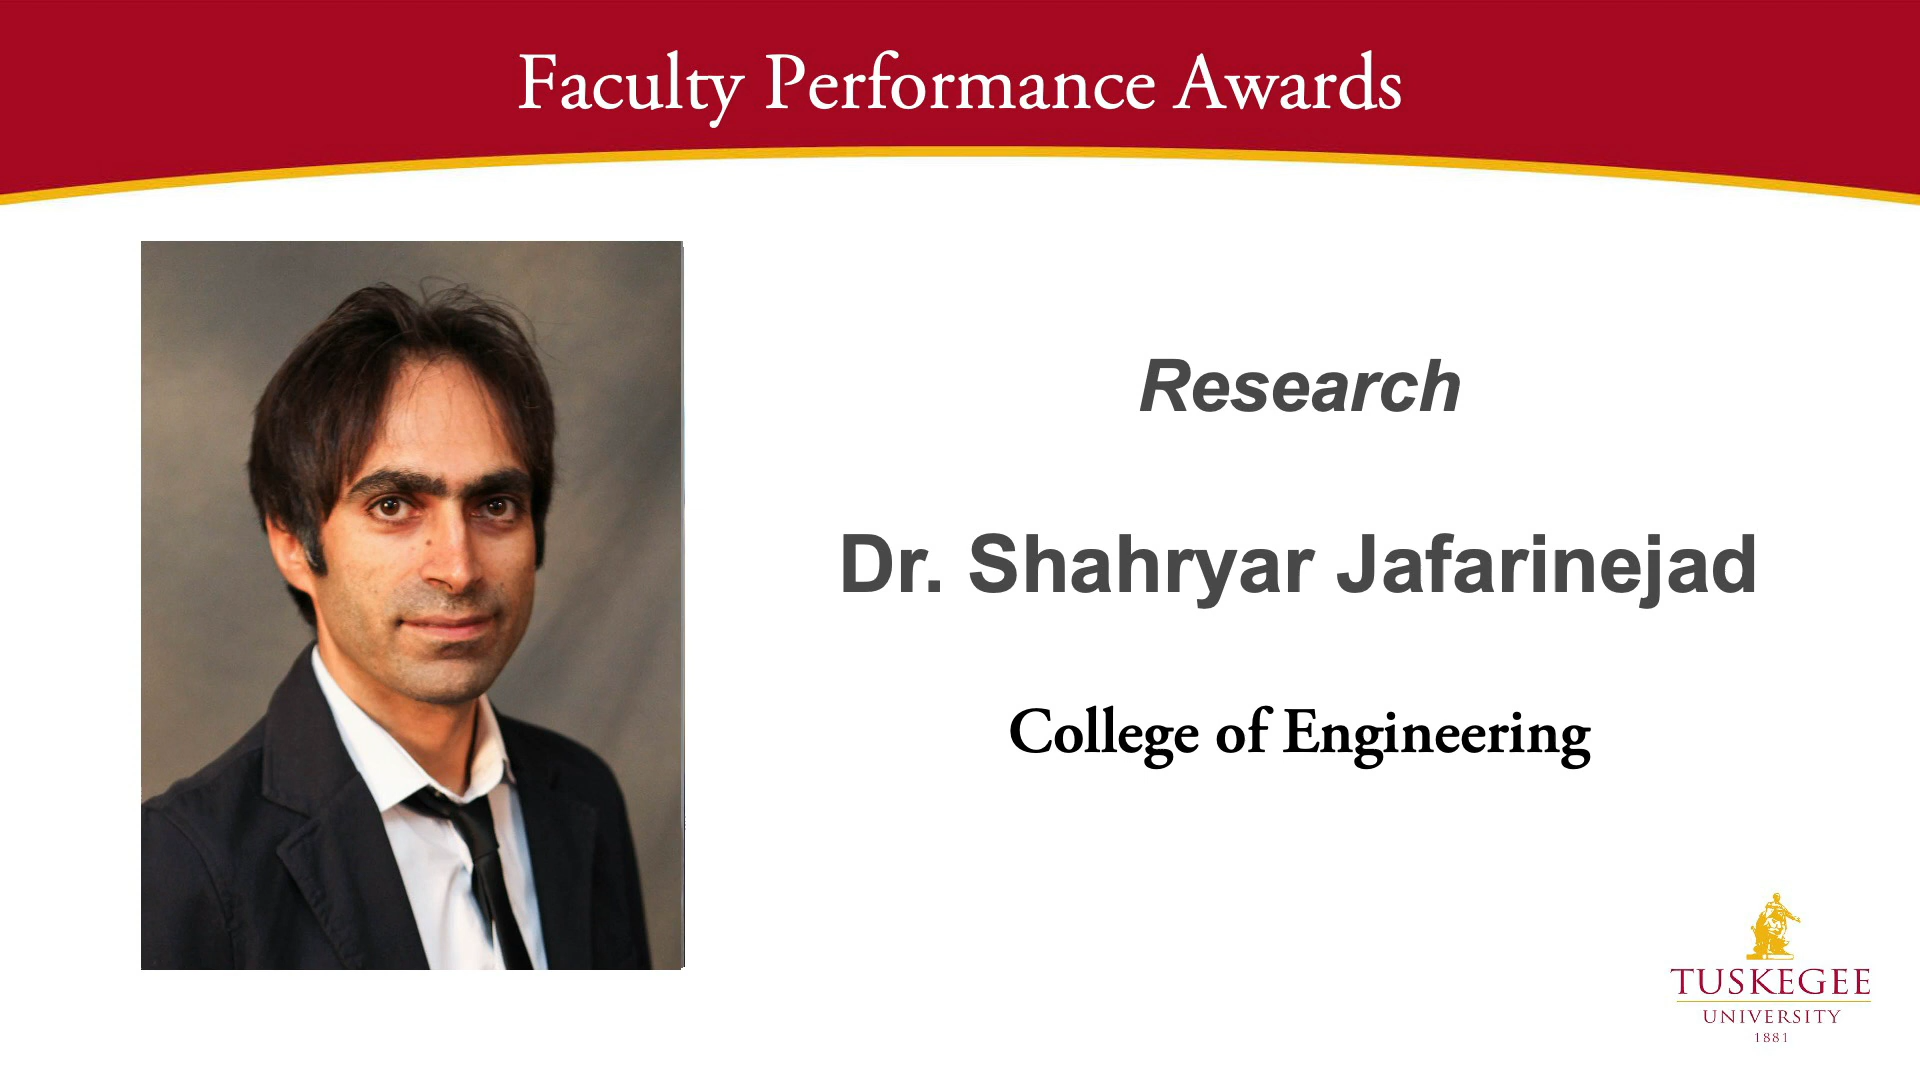 Faculty Performance Awards
Research
Dr. Shahryar Jafarinejad
College of Engineering
TUSKEGEE
UNIVERSITY
1881